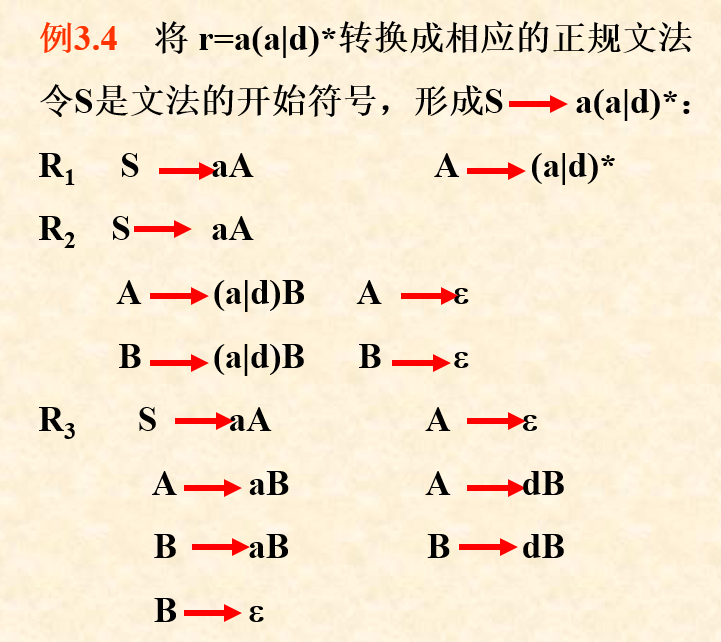 例3.4 将 r=a(a|d)*转换成相应的正规文法
令S是文法的开始符号，形成S → a(a|d)*：
R₁ S → aA A → (a|d)*
R₂ S → aA
A → (a|d)B A → ε
B → (a|d)B B → ε
R₃ S → aA A → ε
A → aB A → dB
B → aB B → dB
B → ε